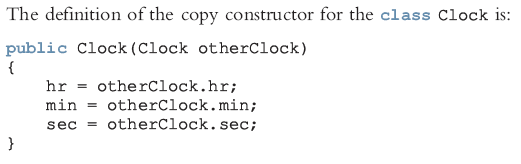 The definition of the copy constructor for the class Clock is:
public Clock(Clock otherClock)
{
    hr = otherClock.hr;
    min = otherClock.min;
    sec = otherClock.sec;
}